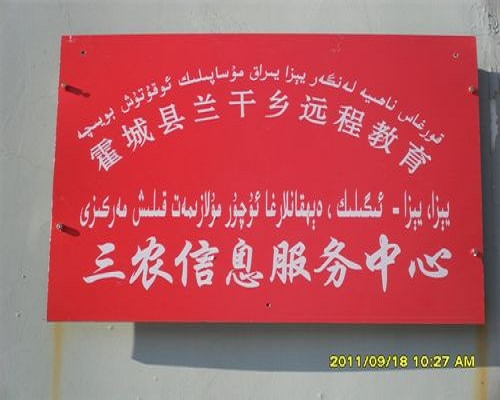 قورغاس ناھىيە لەنگەر يېزا يىراق مۇساپىلىك ئوقۇتۇش بويىچە
霍城县兰干乡远程教育
يېزا، يېزا - ئىگىلىك ، دېھقانلارغا ئۇچۇر مۇلازىمەت قىلىش مەركىزى
三农信息服务中心
2011/09/18 10:27 AM